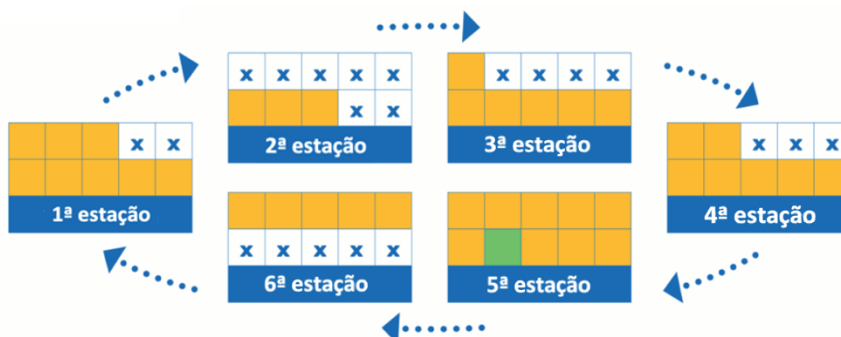 x x x x x
x x
2ª estação
x x x x
3ª estação
x x
1ª estação
x x x
4ª estação
x x x x x
6ª estação
5ª estação